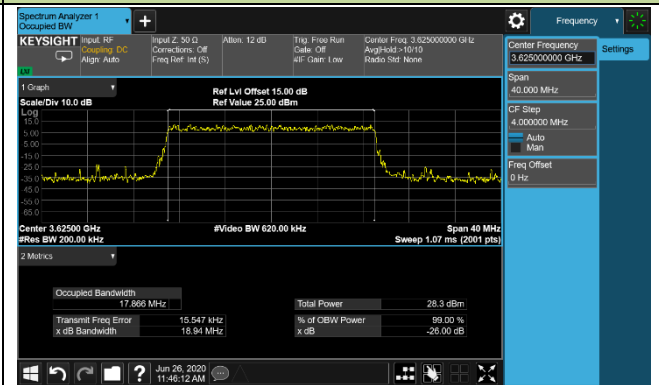 Spectrum Analyzer 1
Occupied BW
Frequency
KEYSIGHT
Input: RF
Coupling: DC
Align: Auto
Input Z: 50 Ω
Corrections: Off
Freq Ref: Int (S)
Atten: 12 dB
Trig: Free Run
Gate: Off
#IF Gain: Low
Center Freq: 3.625000000 GHz
Avg|Hold:>10/10
Radio Std: None
Center Frequency
3.625000000 GHz
Settings
Span
40.000 MHz
CF Step
4.000000 MHz
Auto
Man
Freq Offset
0 Hz
1 Graph
Scale/Div 10.0 dB
Ref Lvl Offset 15.00 dB
Ref Value 25.00 dBm
Log
15.0
5.00
-5.00
-15.0
-25.0
-35.0
-45.0
-55.0
-65.0
Center 3.62500 GHz
#Res BW 200.00 kHz
#Video BW 620.00 kHz
Span 40 MHz
Sweep 1.07 ms (2001 pts)
2 Metrics
Occupied Bandwidth
17.866 MHz
Total Power 28.3 dBm
Transmit Freq Error 15.547 kHz
% of OBW Power 99.00 %
x dB Bandwidth 18.94 MHz
x dB -26.00 dB
Jun 26, 2020
11:46:12 AM